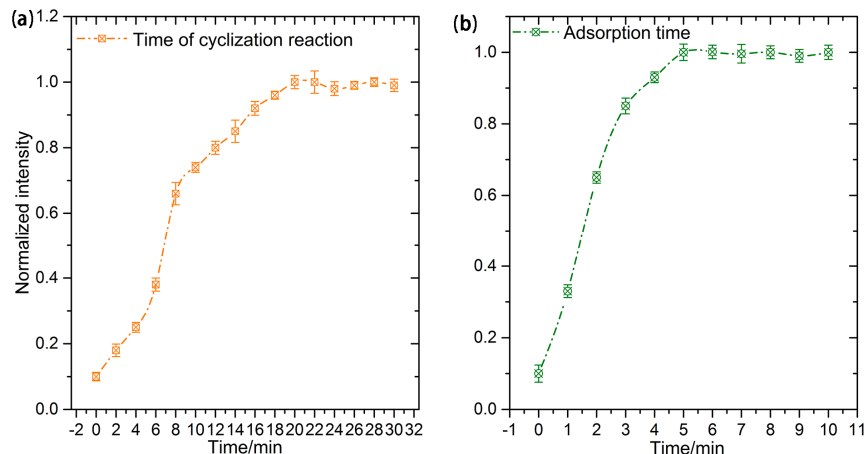 (a)
Time of cyclization reaction
Normalized intensity
1.2
1.0
0.8
0.6
0.4
0.2
0.0
-2 0 2 4 6 8 10 12 14 16 18 20 22 24 26 28 30 32
Time/min
(b)
Adsorption time
1.0
0.8
0.6
0.4
0.2
0.0
-1 0 1 2 3 4 5 6 7 8 9 10 11
Time/min